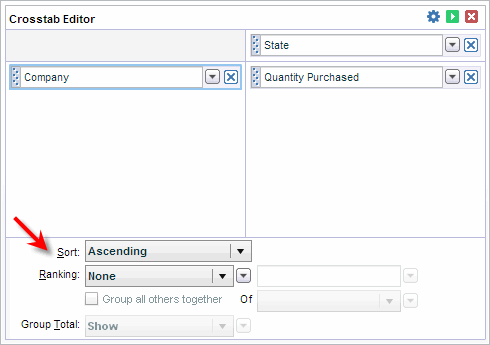 Crosstab Editor
State
Company
Quantity Purchased
Sort: Ascending
Ranking: None
Group all others together Of
Group Total: Show